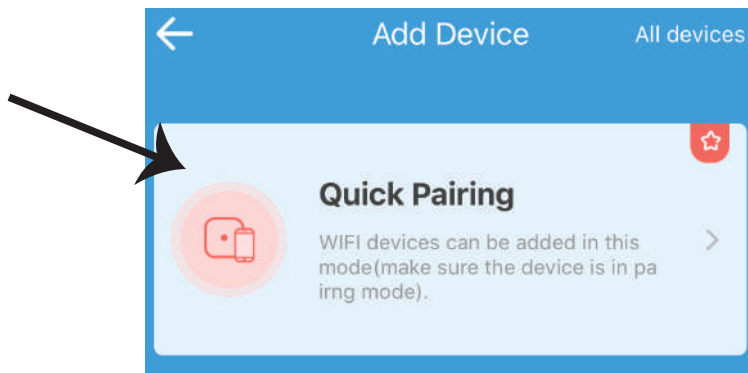 Add Device All devices
Quick Pairing
WIFI devices can be added in this
mode(make sure the device is in pa
irng mode).